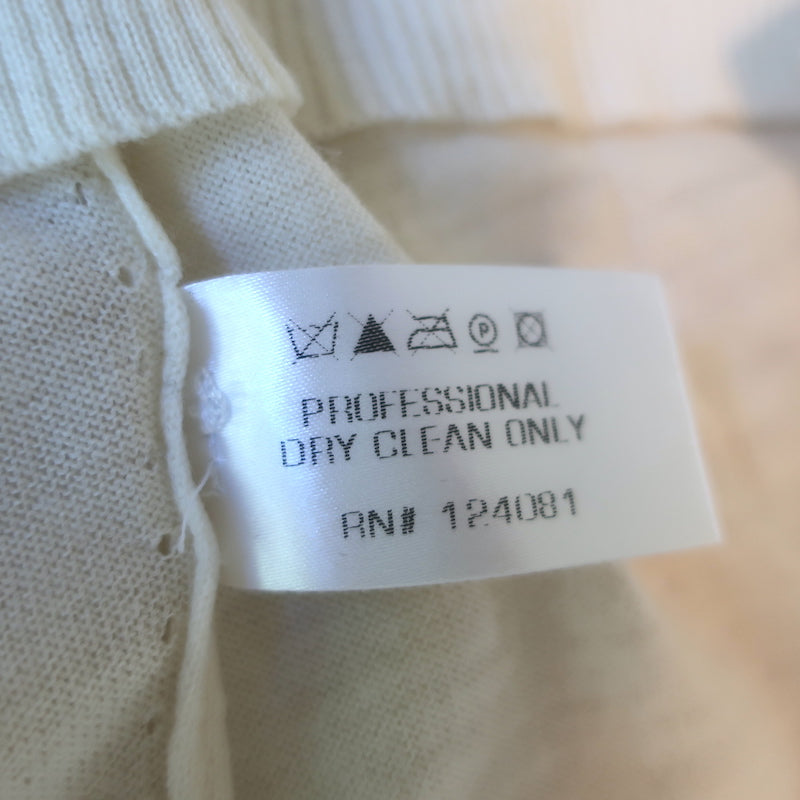 P
PROFESSIONAL
DRY CLEAN ONLY
RN# 124081